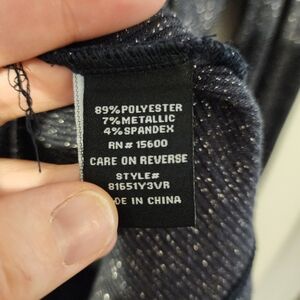 89% POLYESTER
7% METALLIC
4% SPANDEX
RN# 15600
CARE ON REVERSE
STYLE#
81651Y3VR
DE IN CHINA